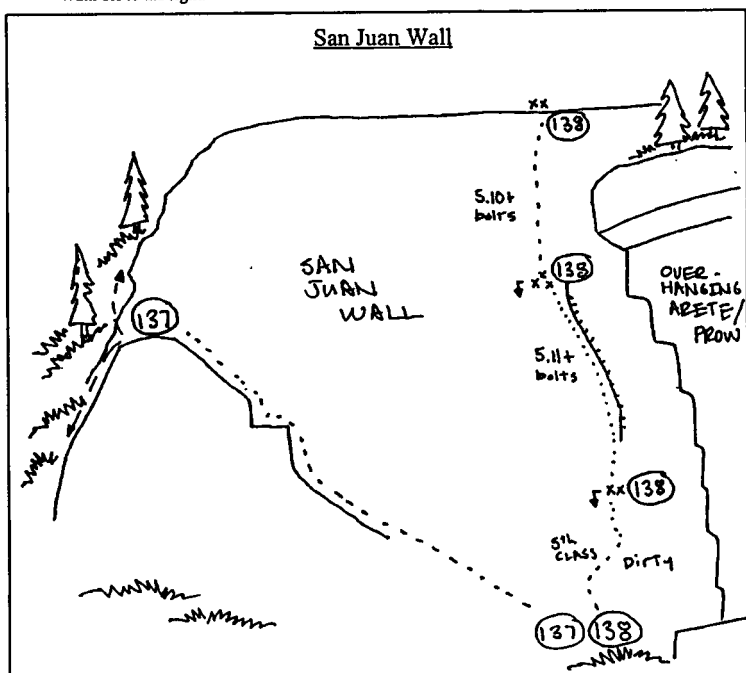 San Juan Wall
xx
138
5.10+
bolts
SAN
JUAN
WALL
138
x x x
OVER-
HANGING
ARETE/
PROW
137
5.11+
bolts
xx 138
5th
CLASS
DIRTY
137 138